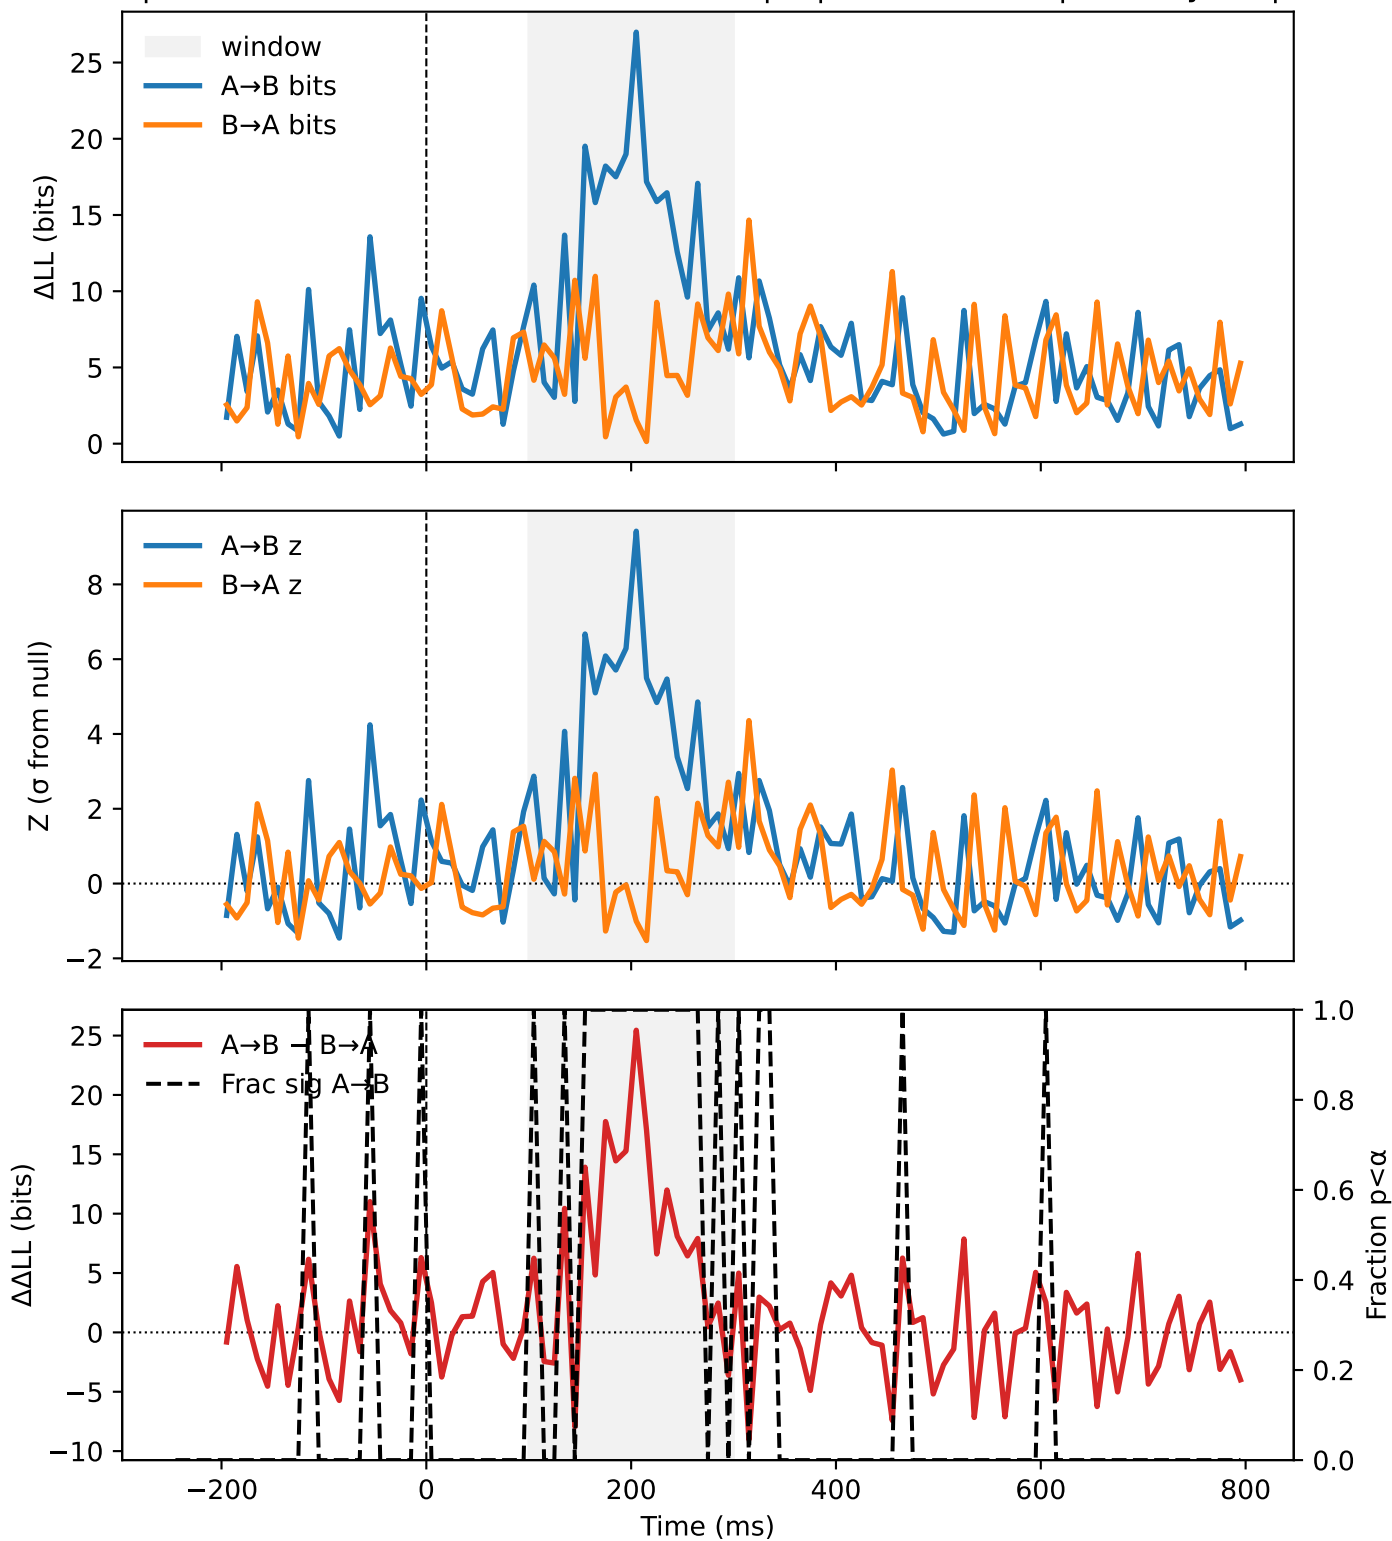 window
A→B bits
B→A bits
ΔLL (bits)
25
20
15
10
5
0
A→B z
B→A z
Z (σ from null)
8
6
4
2
0
−2
A→B − B→A
Frac sig A→B
ΔΔLL (bits)
25
20
15
10
5
0
−5
−10
1.0
0.8
0.6
0.4
0.2
0.0
Fraction p<α
−200 0 200 400 600 800
Time (ms)